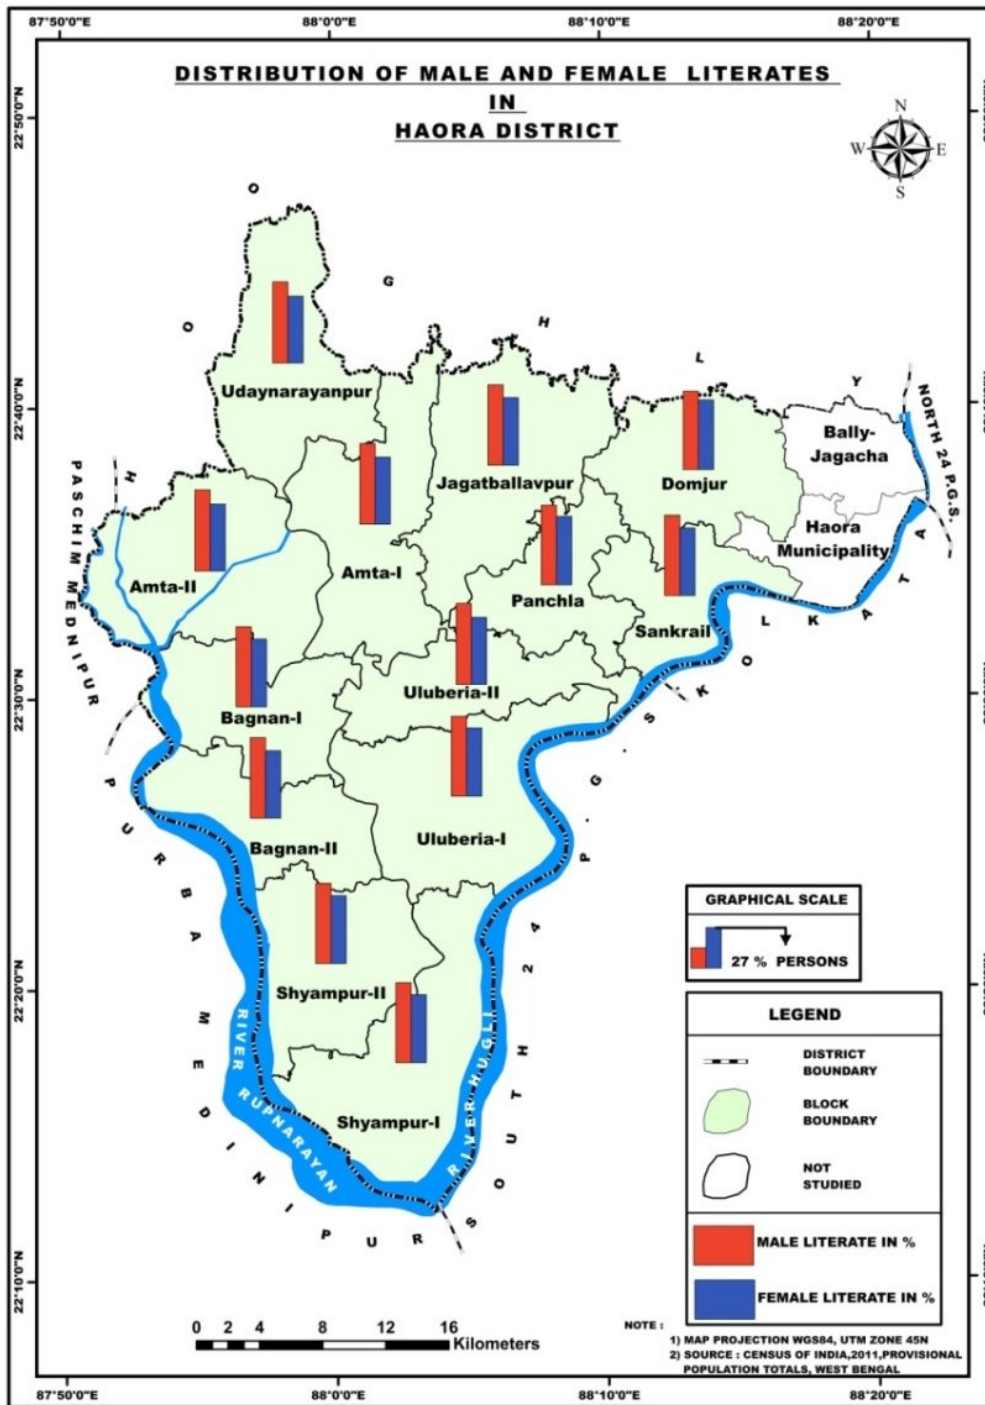 87°50'0"E 88°0'0"E 88°10'0"E 88°20'0"E
DISTRIBUTION OF MALE AND FEMALE LITERATES
IN
HAORA DISTRICT
N
W E
S
22°50'0"N
22°40'0"N
22°30'0"N
22°20'0"N
22°10'0"N
H O O G H L Y
Udaynarayanpur
Bally-
Jagacha
NORTH 24 P.G.S.
Jagatballavpur
Domjur
Haora
Municipality
Amta-II
Amta-I
Panchla
Sankrail
PASCHIM MEDNIPUR
KOLKATA
Uluberia-II
Bagnan-I
Uluberia-I
Bagnan-II
PURBA MEDINIPUR
SOUTH 24 P.G.S.
Shyampur-II
Shyampur-I
RIVER RUPNARAYAN
RIVER HUGLI
GRAPHICAL SCALE
27 % PERSONS
LEGEND
DISTRICT
BOUNDARY
BLOCK
BOUNDARY
NOT
STUDIED
MALE LITERATE IN %
FEMALE LITERATE IN %
0 2 4 8 12 16
Kilometers
NOTE :
1) MAP PROJECTION WGS84, UTM ZONE 45N
2) SOURCE : CENSUS OF INDIA,2011,PROVISIONAL
POPULATION TOTALS, WEST BENGAL
87°50'0"E 88°0'0"E 88°10'0"E 88°20'0"E